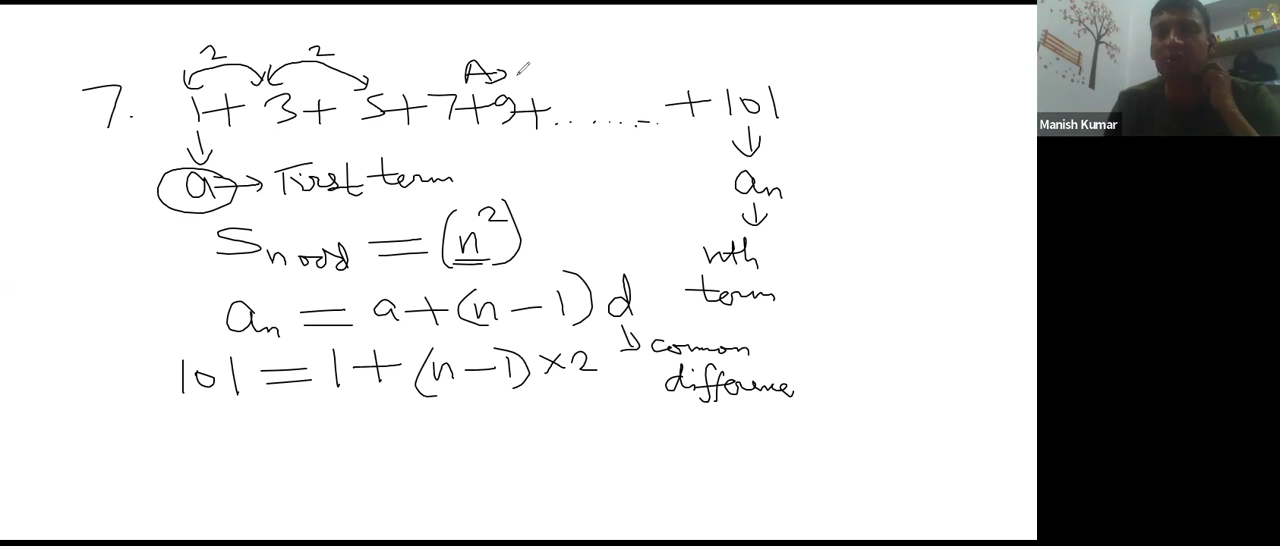 2 2 A
7. 1 + 3 + 5 + 7 + 9 + ....... + 101
a → First term
an
Sn odd = (n²)
nth
term
an = a + (n - 1) d
common
difference
101 = 1 + (n - 1) × 2
Manish Kumar